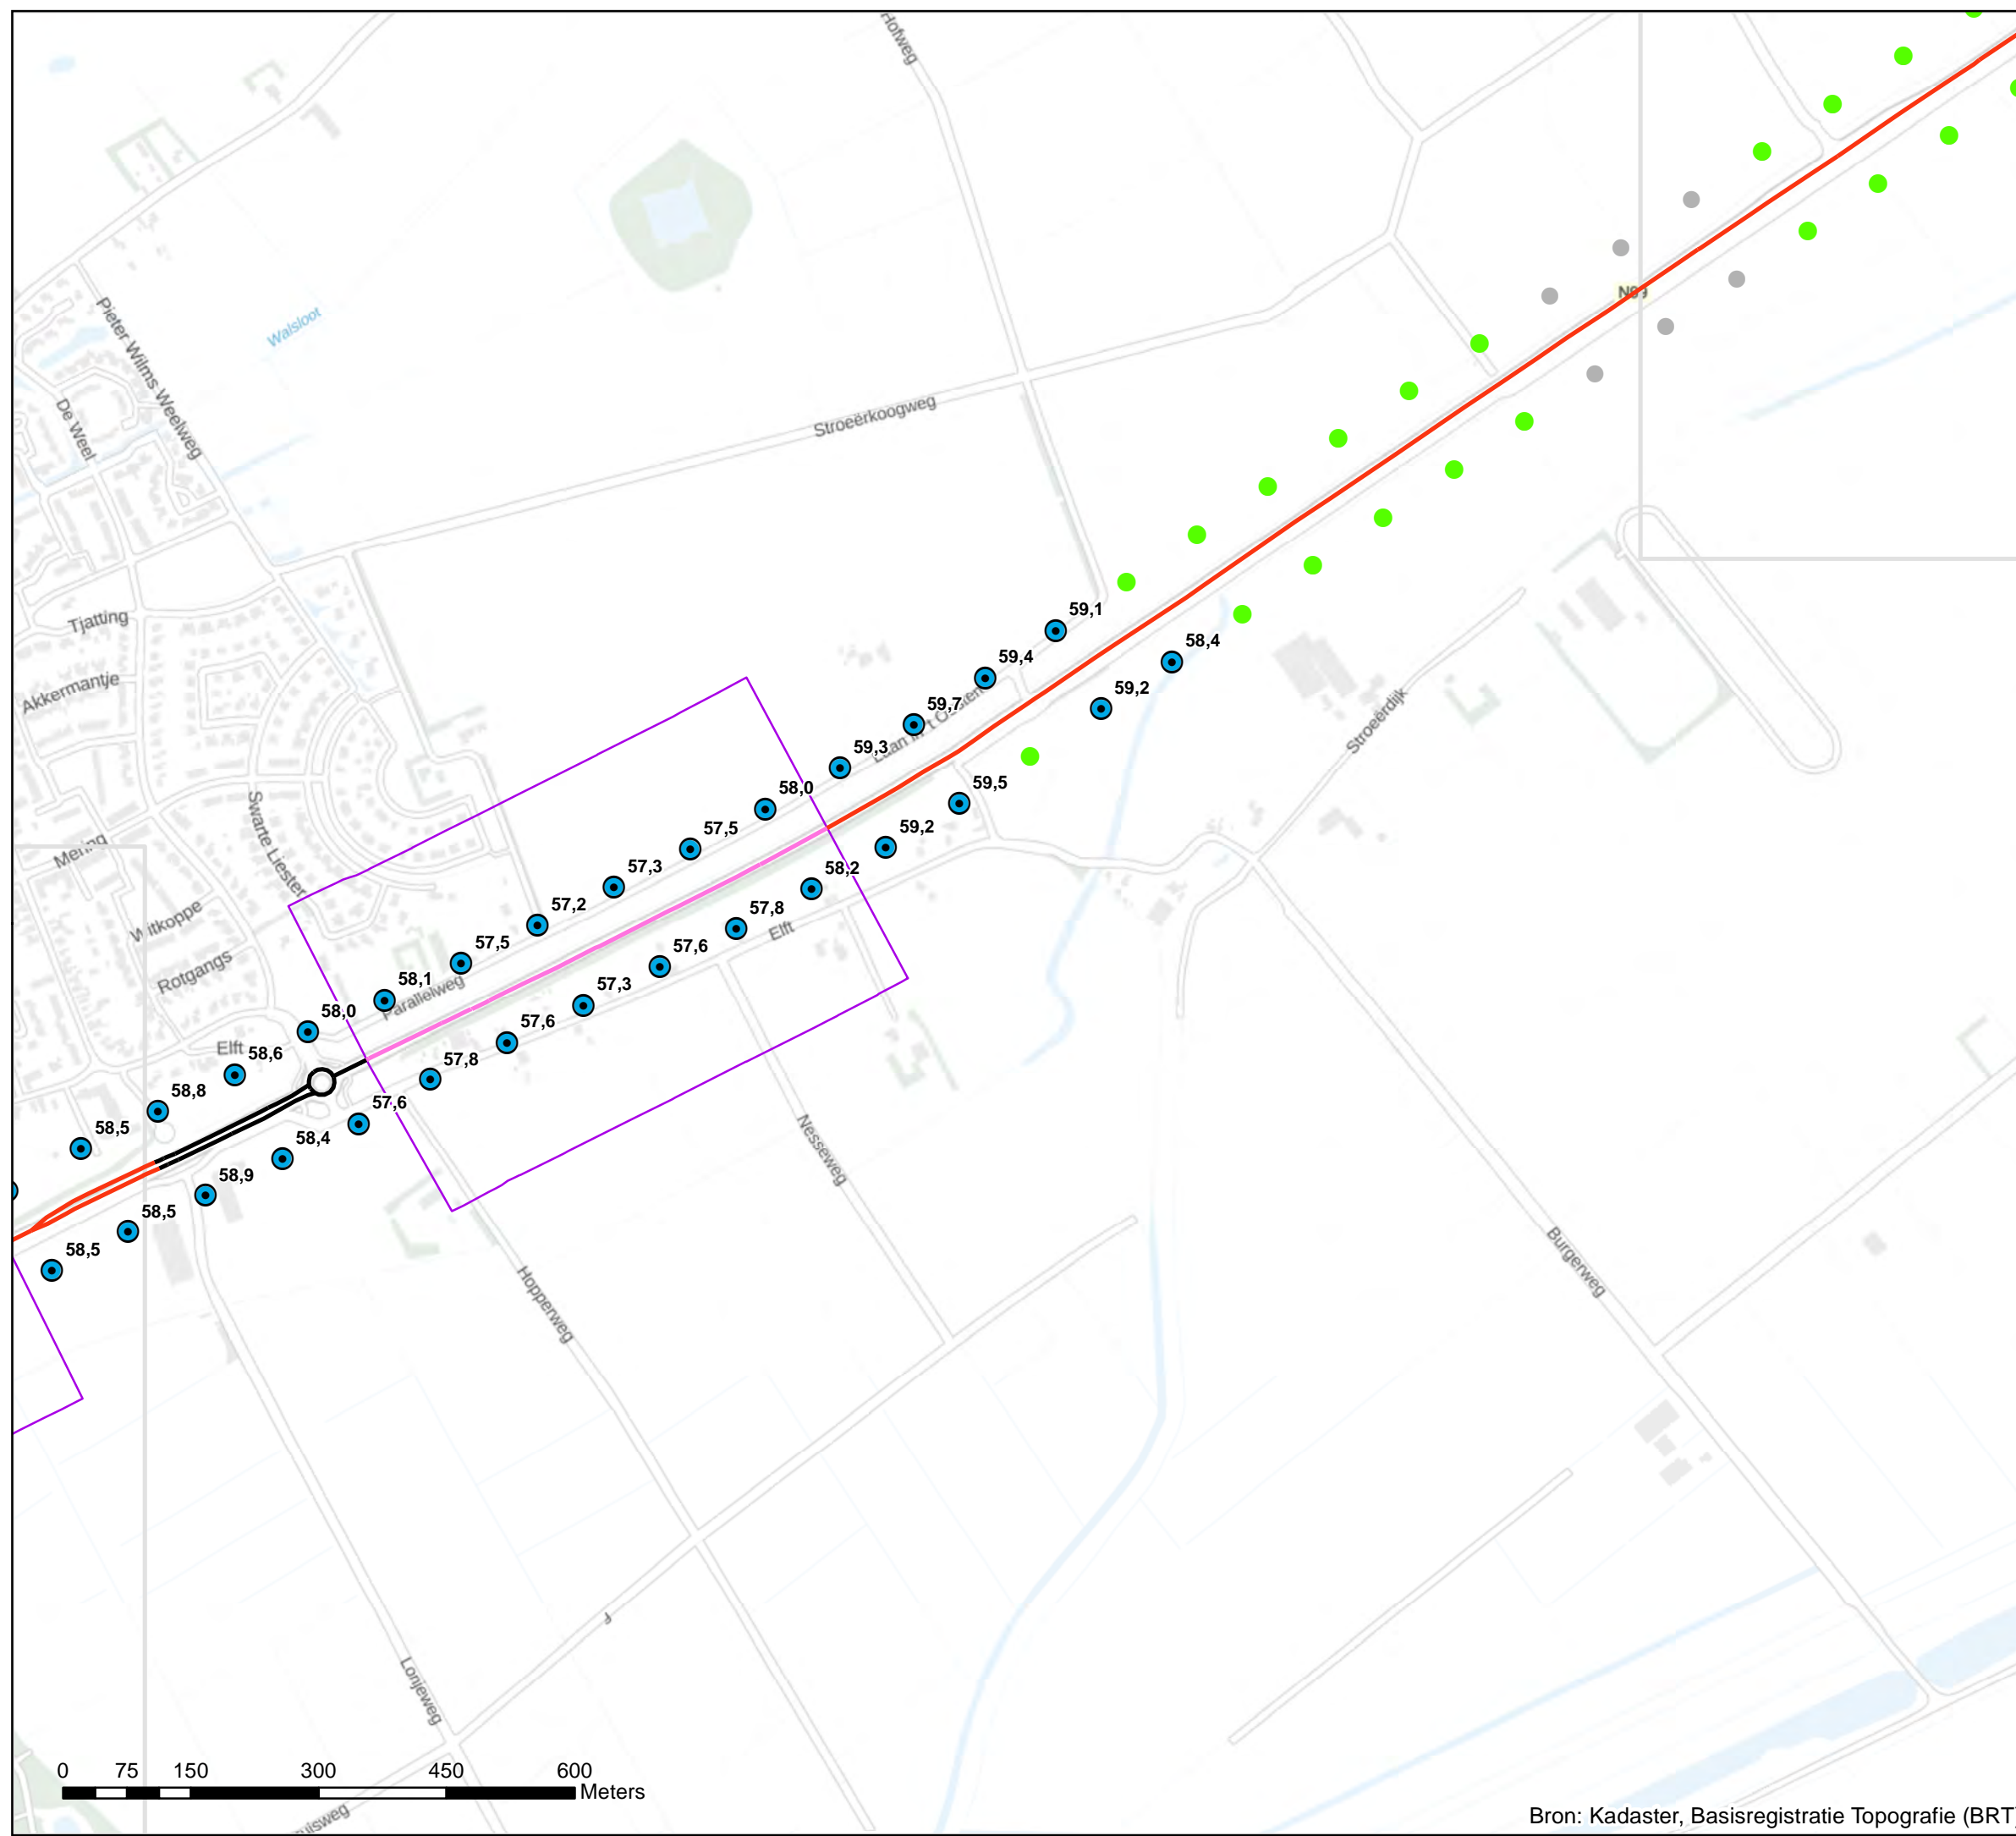 Hofweg
N99
Pieter Wilms Weelweg
Walsloot
De Weel
Stroeërkoogweg
Tjatting
59,1
58,4
59,4
Akkermantje
59,2
59,7
Stroeërdijk
59,3
58,0
59,5
57,5
59,2
Swarte Liester
57,3
58,2
57,2
57,8
Elft
Witkoppe
57,5
57,6
Rotgangs
58,1
57,3
Parallelweg
58,0
57,6
Elft
58,6
57,8
58,8
57,6
58,5
58,4
Nesseweg
58,9
58,5
58,5
Hopperweg
Burgerweg
Lonjeweg
0 75 150 300 450 600
Meters
Bron: Kadaster, Basisregistratie Topografie (BRT